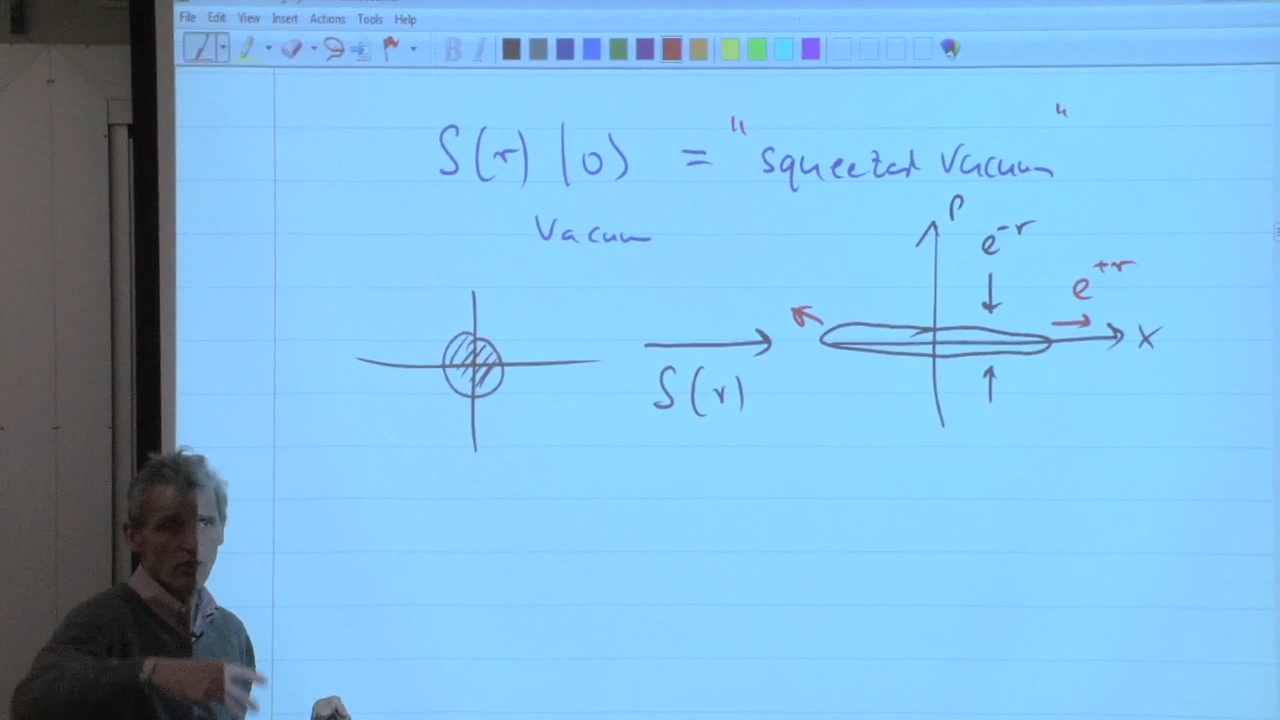 File Edit View Insert Actions Tools Help
B I
S(r) |0⟩ = "squeezed vacuum"
Vacuum
P
e^{-r}
e^{+r}
X
S(r)